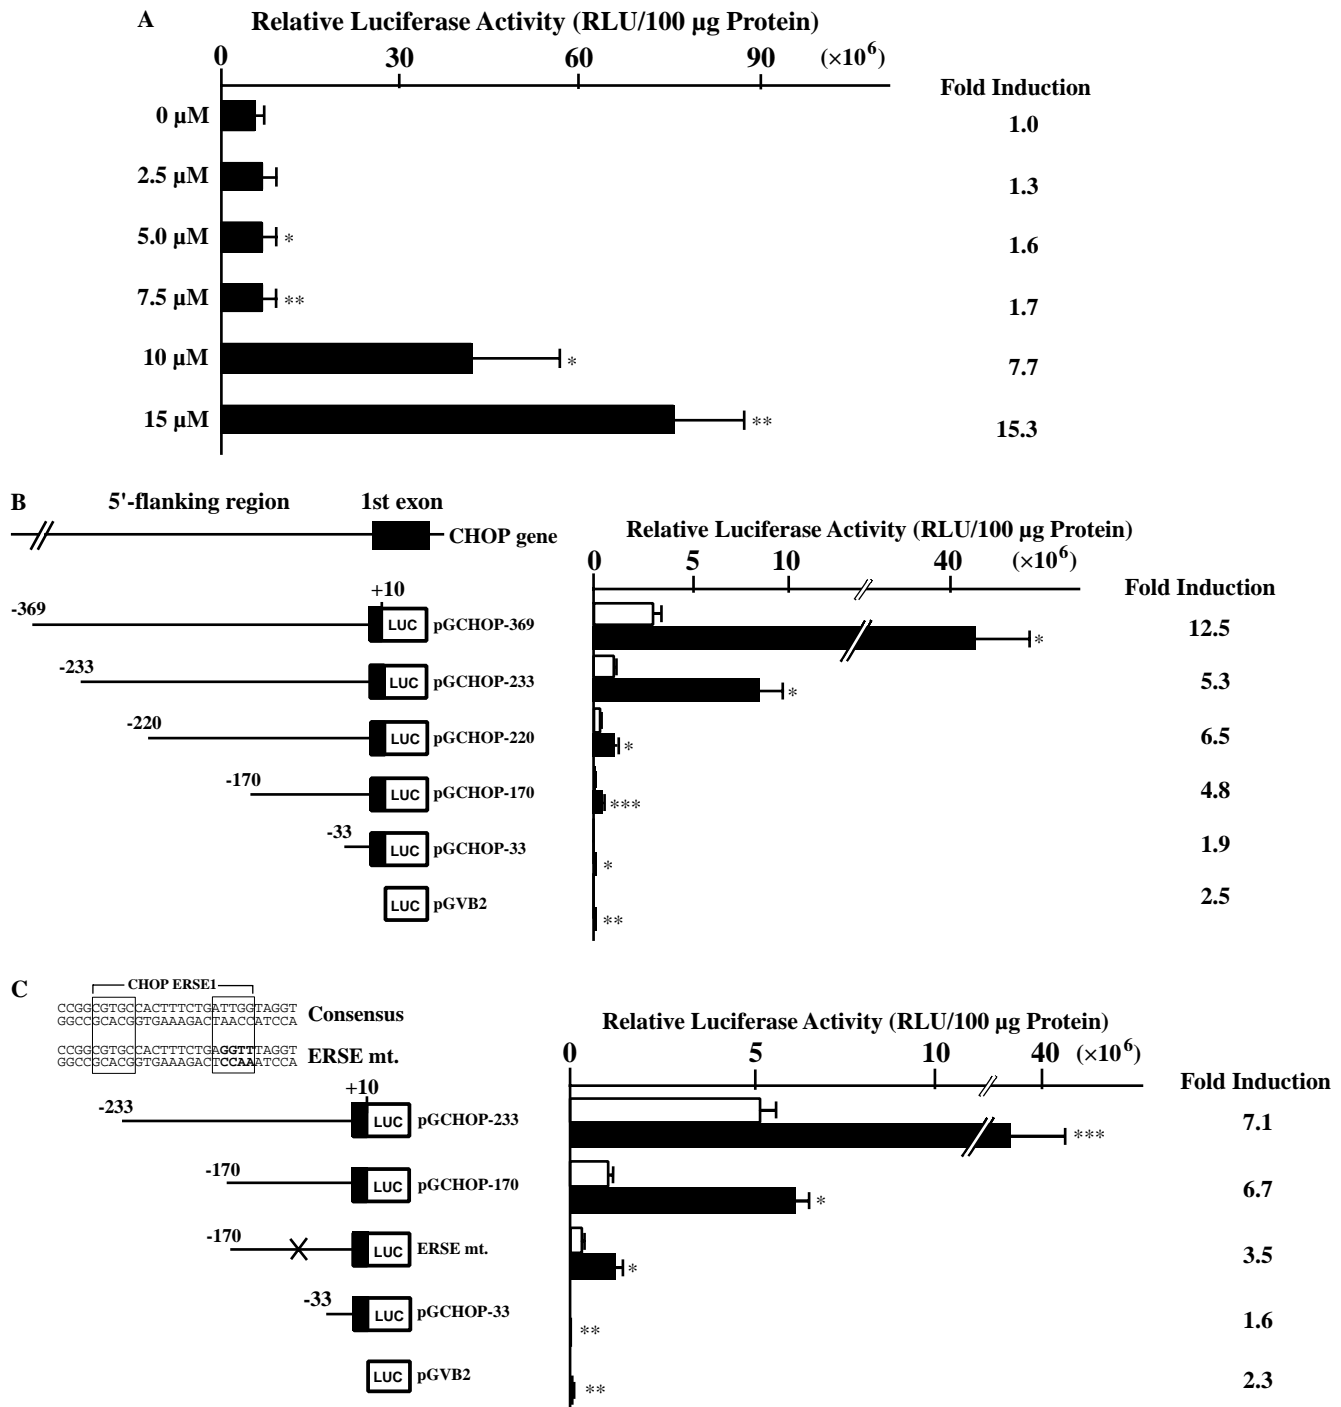 A
Relative Luciferase Activity (RLU/100 µg Protein)
0 30 60 90 (×10⁶)
Fold Induction
0 µM 1.0
2.5 µM 1.3
5.0 µM * 1.6
7.5 µM ** 1.7
10 µM * 7.7
15 µM ** 15.3
B
5'-flanking region 1st exon
CHOP gene
Relative Luciferase Activity (RLU/100 µg Protein)
0 5 10 40 (×10⁶)
Fold Induction
+10
-369 LUC pGCHOP-369 * 12.5
-233 LUC pGCHOP-233 * 5.3
-220 LUC pGCHOP-220 * 6.5
-170 LUC pGCHOP-170 *** 4.8
-33 LUC pGCHOP-33 * 1.9
LUC pGVB2 ** 2.5
C
CHOP ERSE1
CCGGCGTGCCACTTTCTGATTGGTAGGT
GGCCGCACGGTGAAAGACTAACCATCCA
Consensus
CCGGCGTGCCACTTTCTGAGGTTTAGGT
GGCCGCACGGTGAAAGACTCCAAATCCA
ERSE mt.
Relative Luciferase Activity (RLU/100 µg Protein)
0 5 10 40 (×10⁶)
Fold Induction
+10
-233 LUC pGCHOP-233 *** 7.1
-170 LUC pGCHOP-170 * 6.7
-170 LUC ERSE mt. * 3.5
-33 LUC pGCHOP-33 ** 1.6
LUC pGVB2 ** 2.3